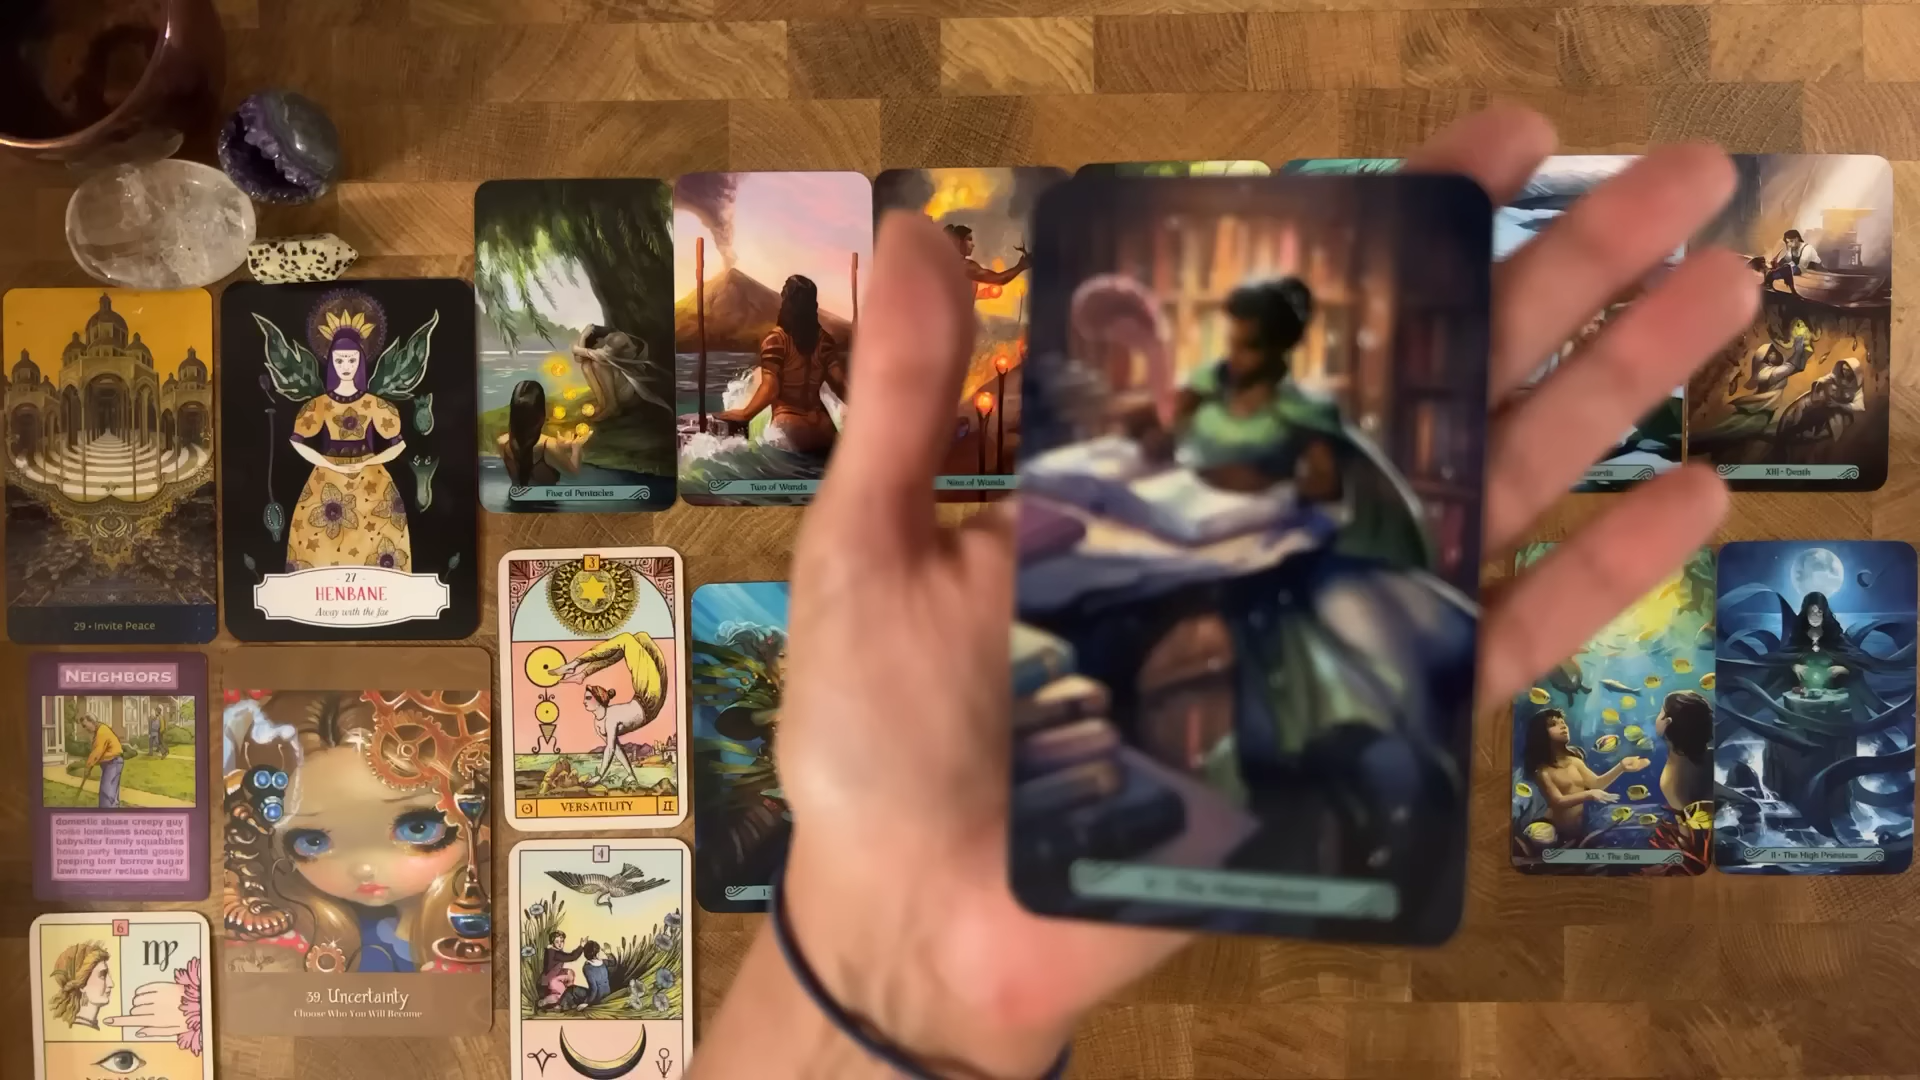 Five of Pentacles
Two of Wands
Nine of Wands
XIII • Death
29 • Invite Peace
27
HENBANE
Away with the fae
NEIGHBORS
domestic abuse creepy guy
noise loneliness snoop rent
babysitter family squabbles
house party tenants gossip
peeping tom borrow sugar
lawn mower recluse charity
39. Uncertainty
Choose Who You Will Become
3
VERSATILITY
4
6
XIX • The Sun
II • The High Priestess
V • The Hierophant